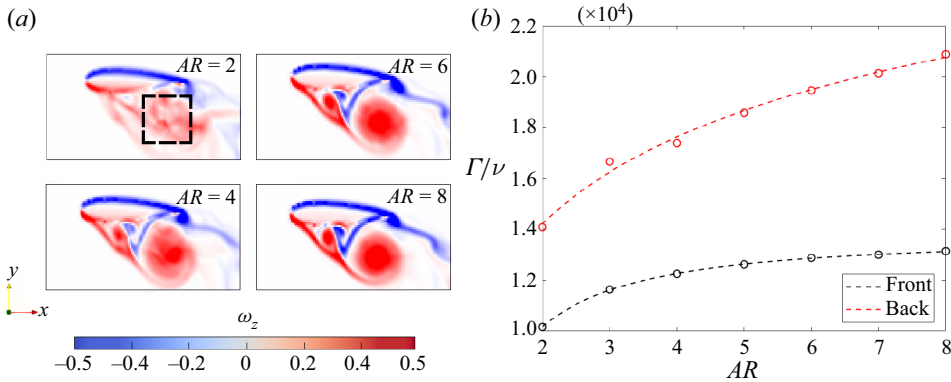 (a)
AR = 2
AR = 6
AR = 4
AR = 8
y
x
ω_z
–0.5 –0.4 –0.2 0 0.2 0.4 0.5
(b)
(×10⁴)
2.2
2.0
1.8
Γ/ν
1.6
1.4
1.2
1.0
Front
Back
2 3 4 5 6 7 8
AR